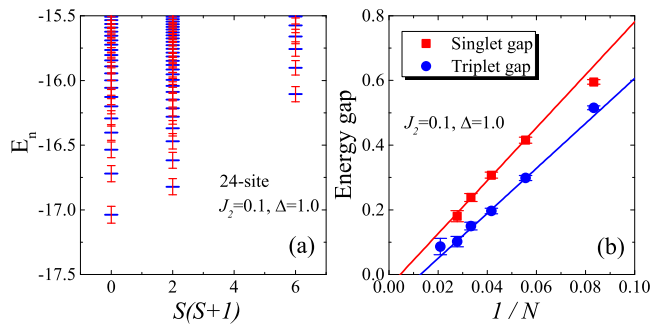 -15.5
-16.0
-16.5
-17.0
-17.5
E_n
0 2 4 6
S(S+1)
24-site
J_2=0.1, Δ=1.0
(a)
0.8
0.6
0.4
0.2
0.0
Energy gap
Singlet gap
Triplet gap
J_2=0.1, Δ=1.0
(b)
0.00 0.02 0.04 0.06 0.08 0.10
1/N